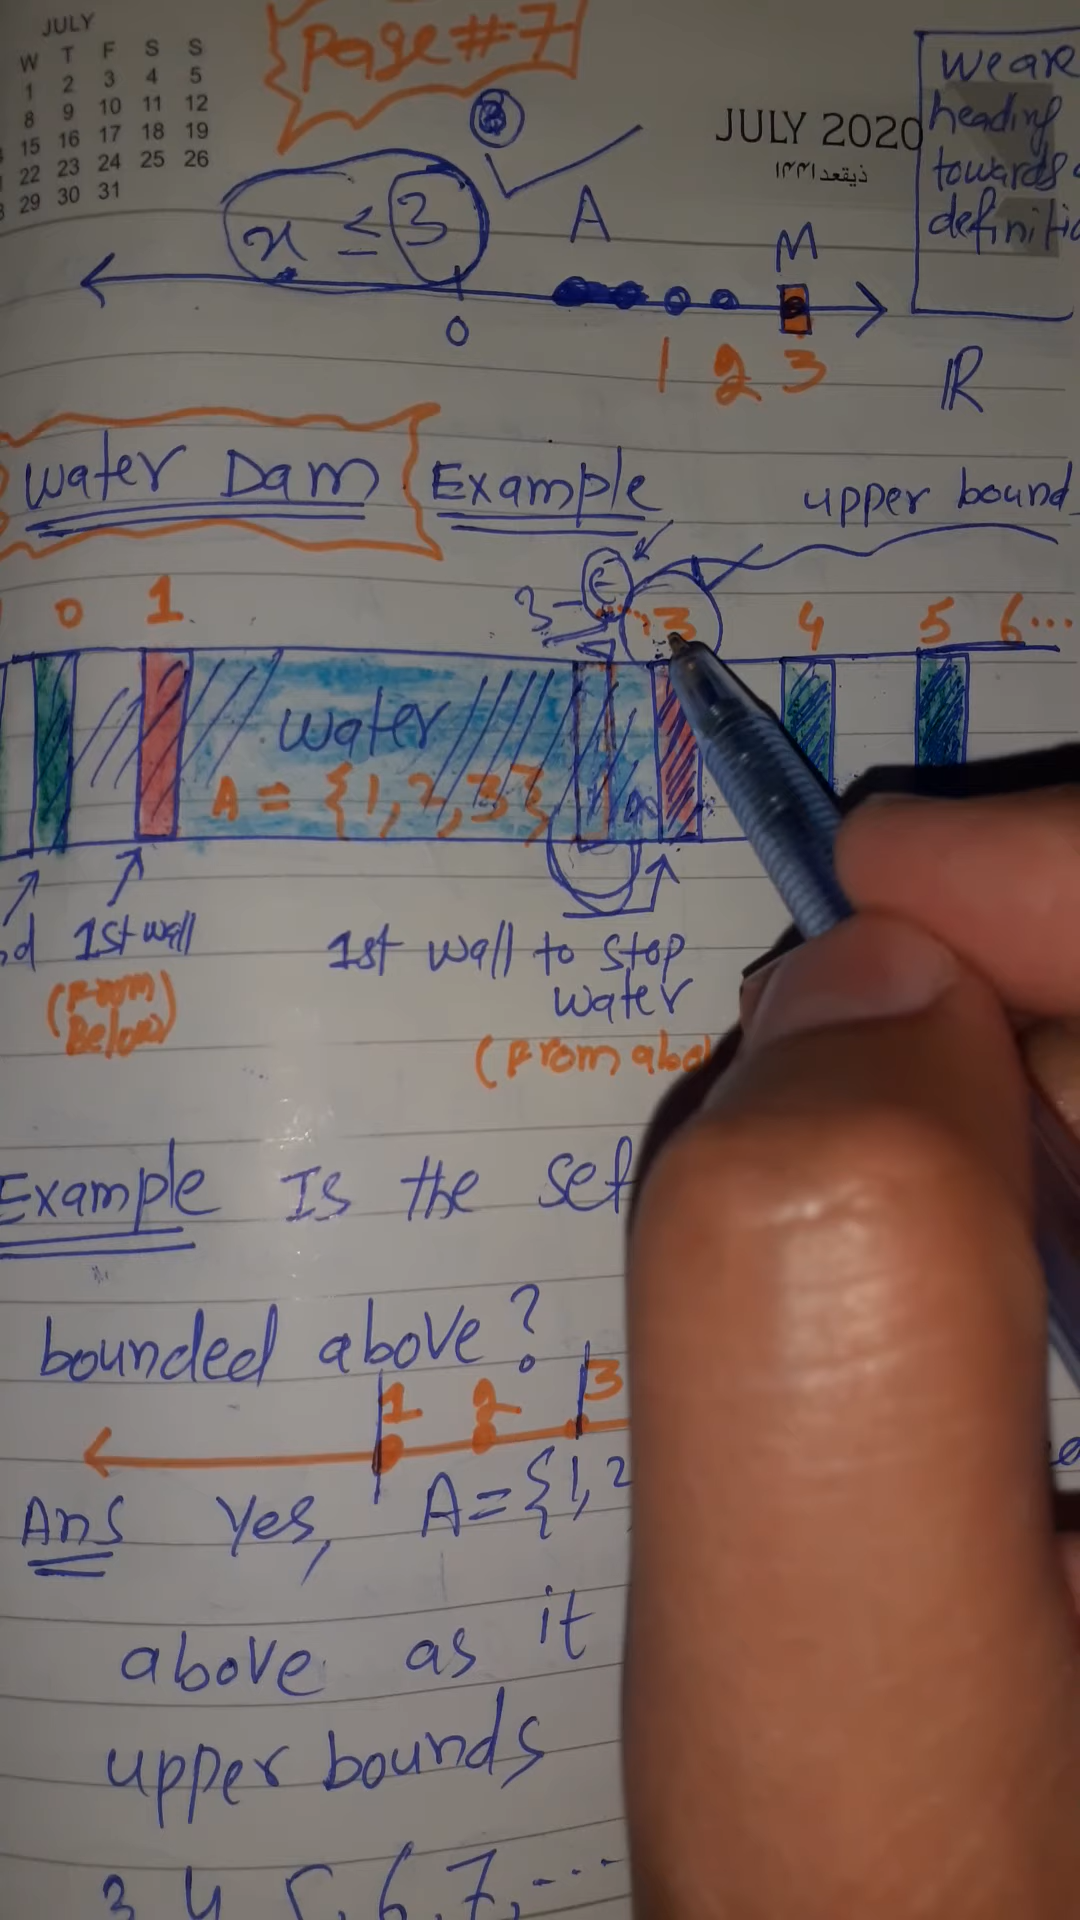 JULY
W T F S S
1 2 3 4 5
8 9 10 11 12
15 16 17 18 19
22 23 24 25 26
29 30 31
Page #7
JULY 2020
ذيقعد ١٤٤١
We are
heading
towards
x ≤ 3
A
M
0
1 2 3
R
Water Dam Example
upper bound
3-ε
0 1 3 4 5 6...
Water
A = {1, 2, 3}
1st wall
(From
Below)
1st wall to stop
water
(From
Example Is the set
bounded above?
1 2 3
Ans Yes, A = {1, 2
above as it
upper bounds
3 4 5, 6, 7, ...